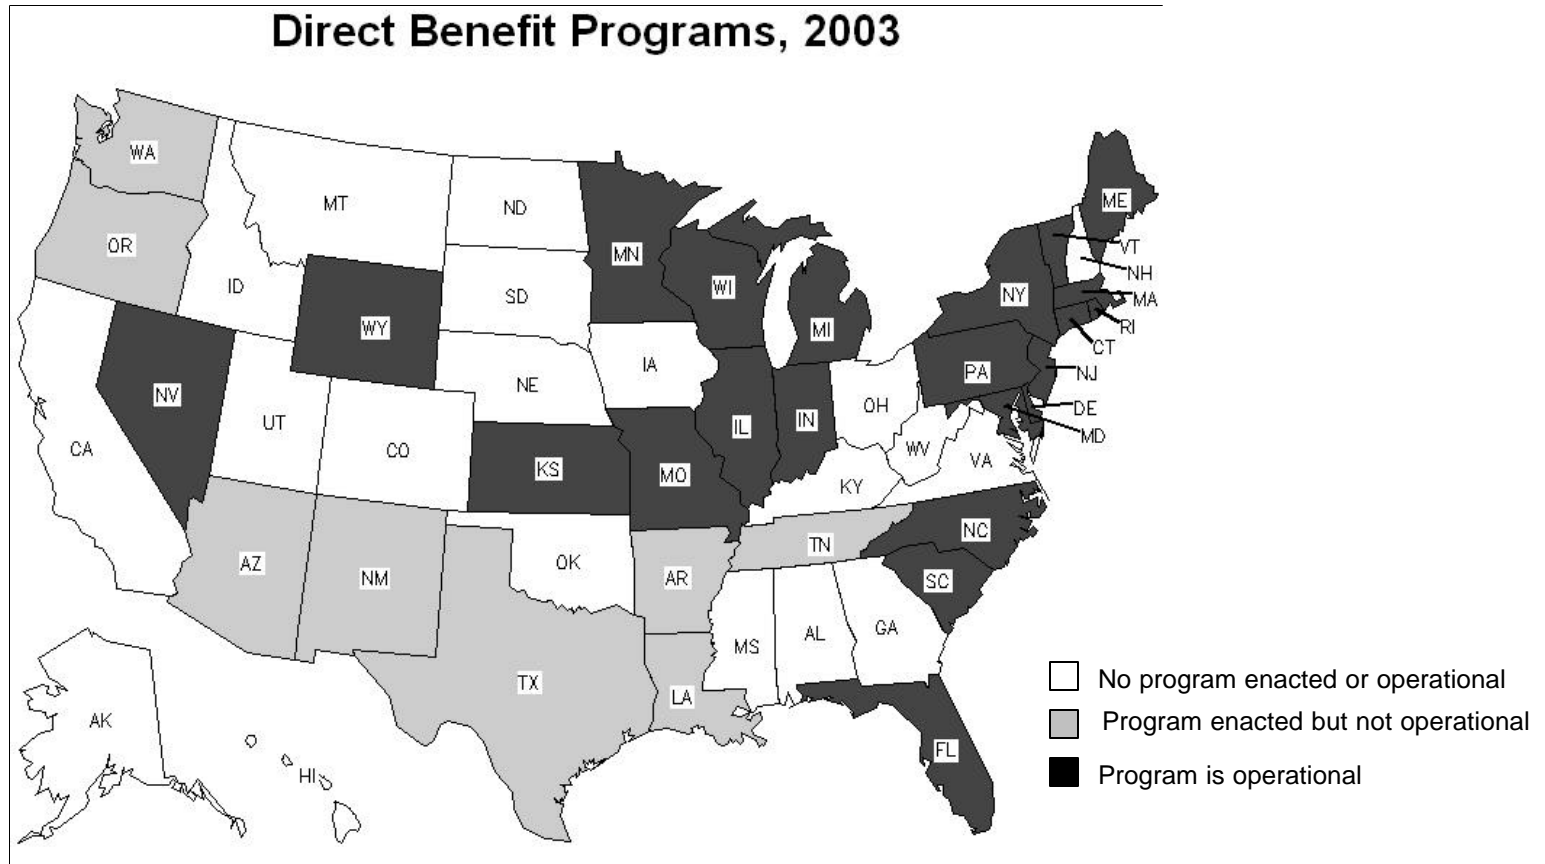 Direct Benefit Programs, 2003
WA
OR
MT
ND
MN
ID
SD
WY
WI
MI
ME
VT
NH
MA
RI
CT
NY
NJ
PA
DE
MD
IA
NE
NV
UT
CO
CA
IL
IN
OH
WV
VA
KS
MO
KY
NC
TN
SC
AZ
NM
OK
AR
MS
AL
GA
TX
LA
FL
AK
HI
No program enacted or operational
Program enacted but not operational
Program is operational